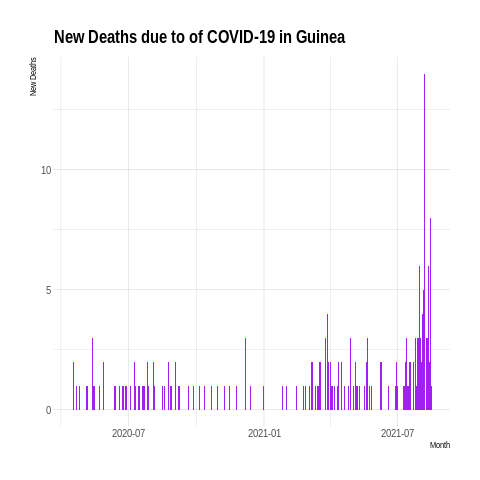 New Deaths due to of COVID-19 in Guinea
New Deaths
10
5
0
2020-07
2021-01
2021-07
Month